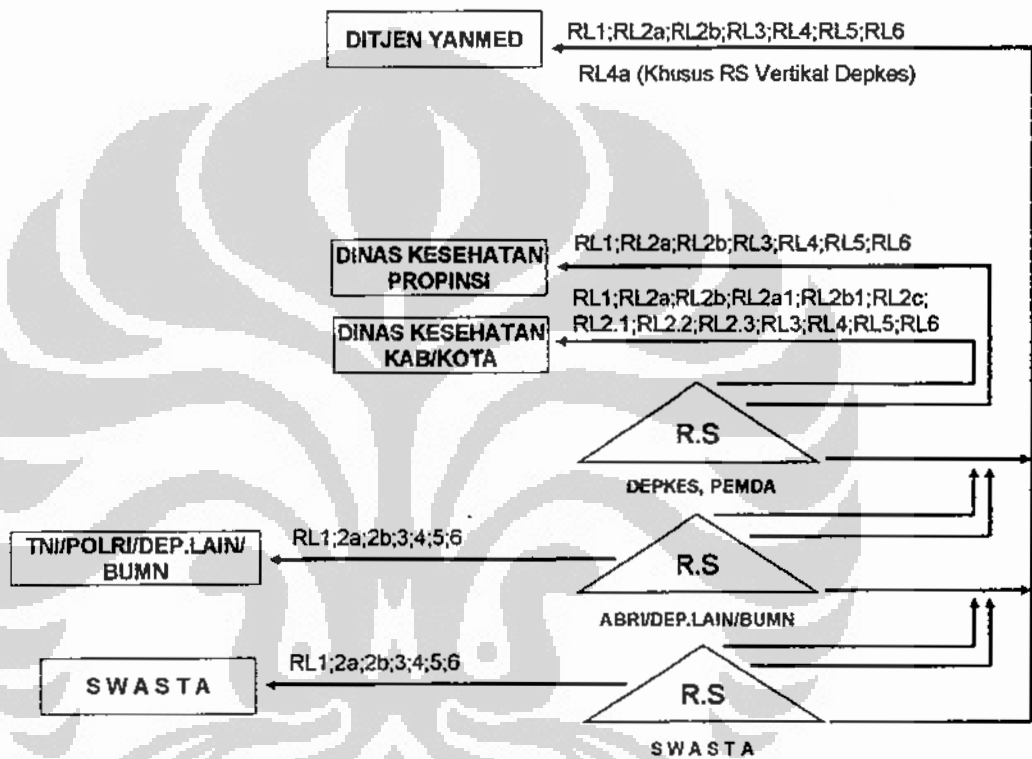 DITJEN YANMED
RL1;RL2a;RL2b;RL3;RL4;RL5;RL6
RL4a (Khusus RS Vertikal Depkes)
DINAS KESEHATAN
PROPINSI
RL1;RL2a;RL2b;RL3;RL4;RL5;RL6
RL1;RL2a;RL2b;RL2a1;RL2b1;RL2c;
RL2.1;RL2.2;RL2.3;RL3;RL4;RL5;RL6
DINAS KESEHATAN
KAB/KOTA
R.S
DEPKES, PEMDA
TNI/POLRI/DEP.LAIN/
BUMN
RL1;2a;2b;3;4;5;6
R.S
ABRI/DEP.LAIN/BUMN
SWASTA
RL1;2a;2b;3;4;5;6
R.S
SWASTA